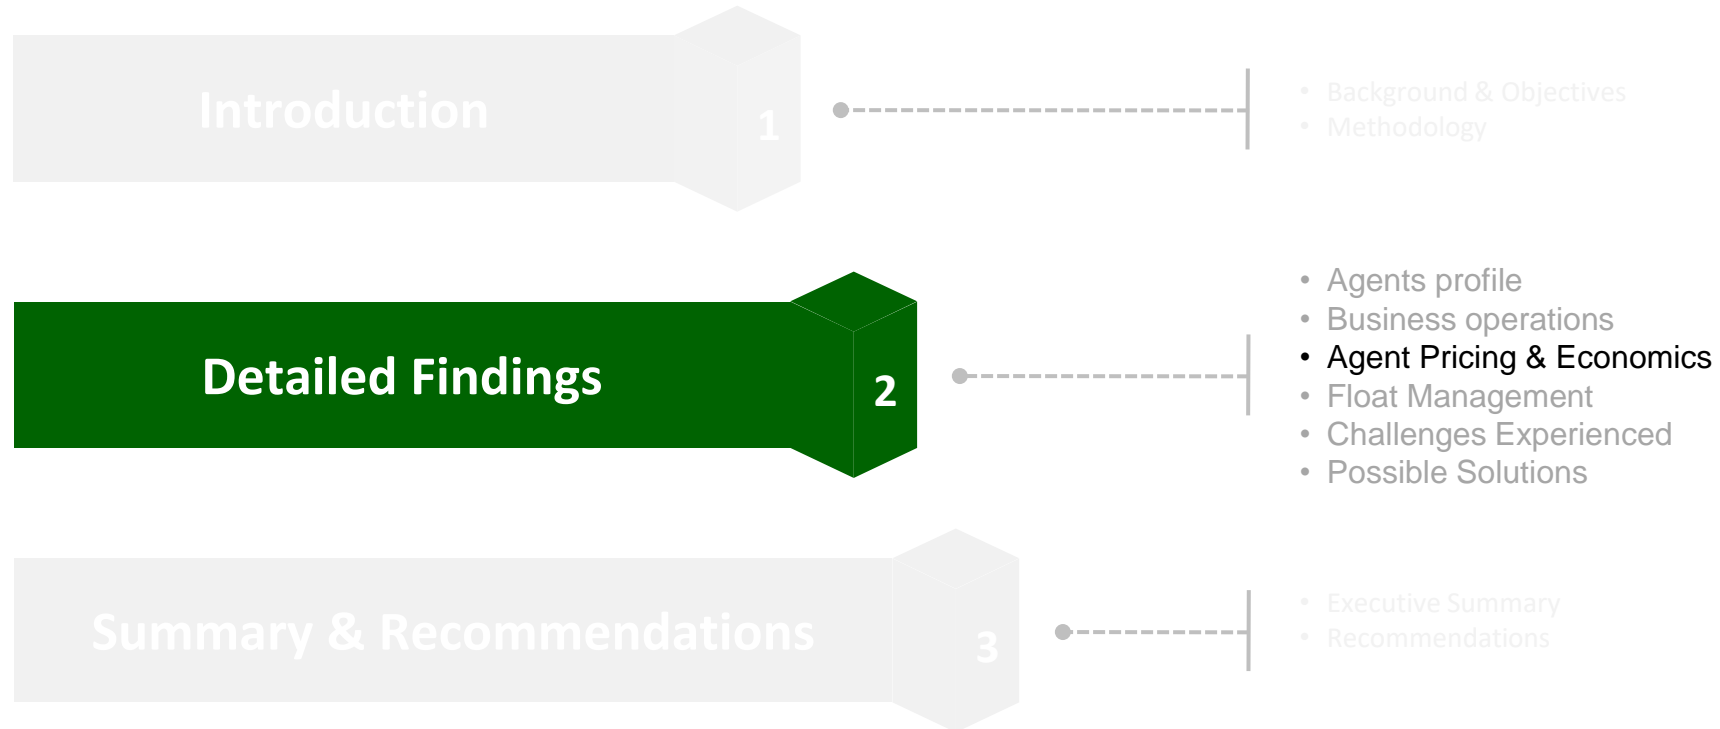 Introduction
1
• Background & Objectives
• Methodology
Detailed Findings
2
• Agents profile
• Business operations
• Agent Pricing & Economics
• Float Management
• Challenges Experienced
• Possible Solutions
Summary & Recommendations
3
• Executive Summary
• Recommendations